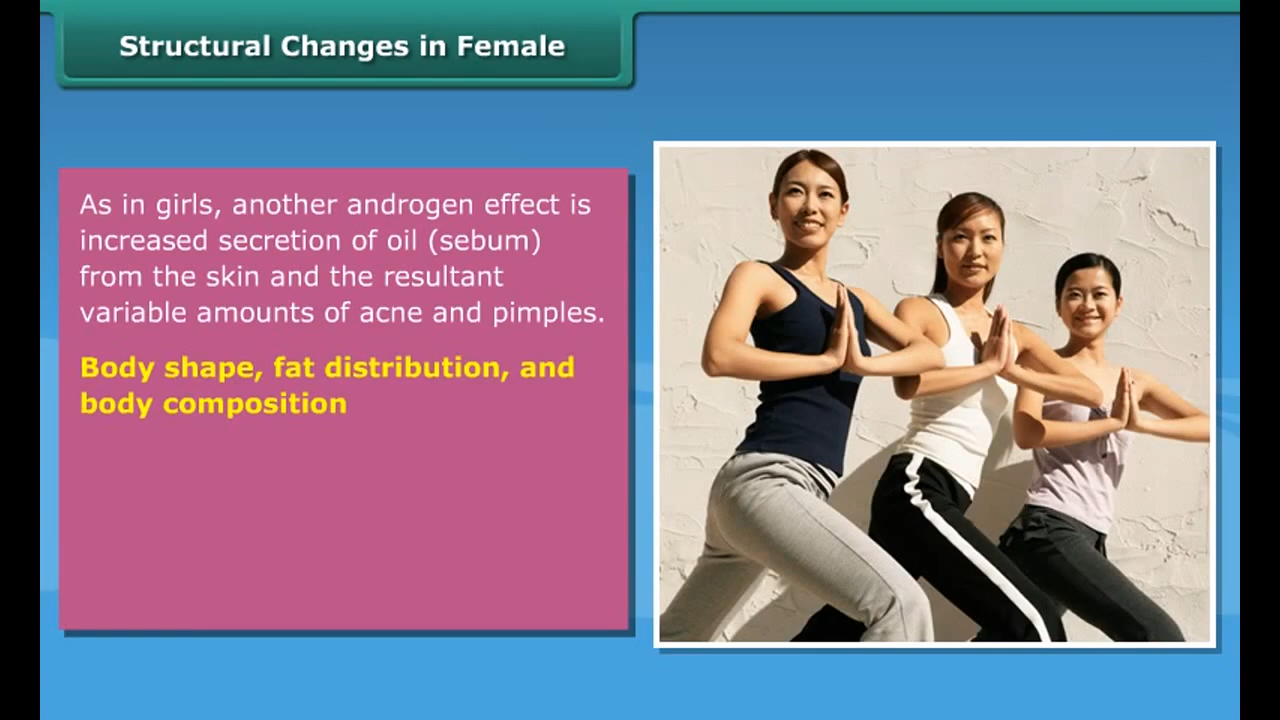 Structural Changes in Female
As in girls, another androgen effect is
increased secretion of oil (sebum)
from the skin and the resultant
variable amounts of acne and pimples.
Body shape, fat distribution, and
body composition